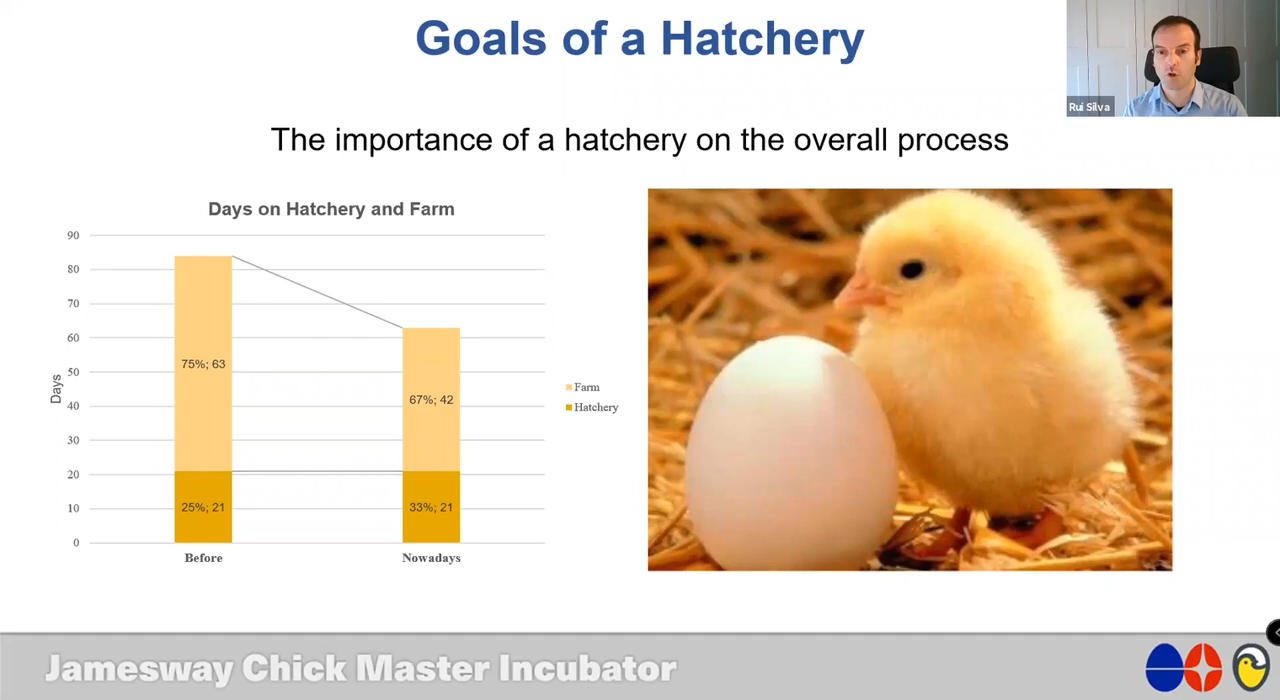 Goals of a Hatchery
Rui Silva
The importance of a hatchery on the overall process
Days on Hatchery and Farm
Days
90
80
70
60
50
40
30
20
10
0
75%; 63
25%; 21
67%; 42
33%; 21
Before
Nowadays
Farm
Hatchery
Jamesway Chick Master Incubator